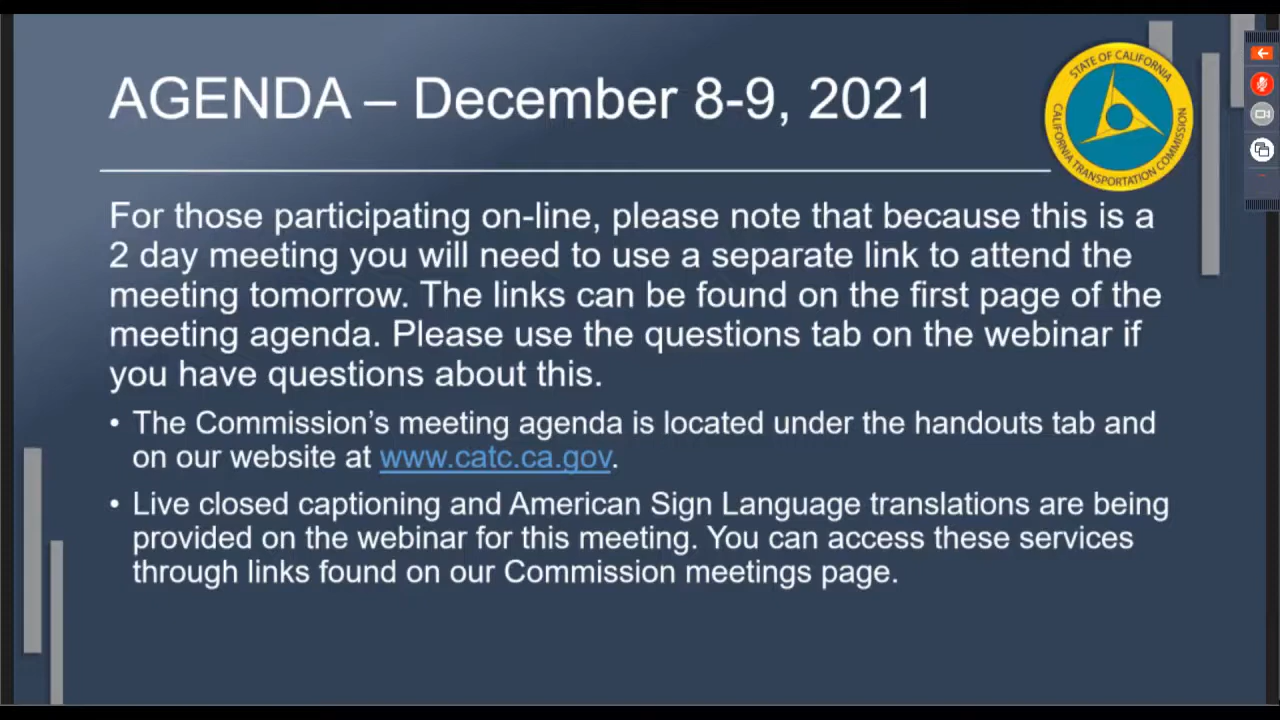 AGENDA – December 8-9, 2021
STATE OF CALIFORNIA
CALIFORNIA TRANSPORTATION COMMISSION
For those participating on-line, please note that because this is a
2 day meeting you will need to use a separate link to attend the
meeting tomorrow. The links can be found on the first page of the
meeting agenda. Please use the questions tab on the webinar if
you have questions about this.
• The Commission’s meeting agenda is located under the handouts tab and
on our website at www.catc.ca.gov.
• Live closed captioning and American Sign Language translations are being
provided on the webinar for this meeting. You can access these services
through links found on our Commission meetings page.